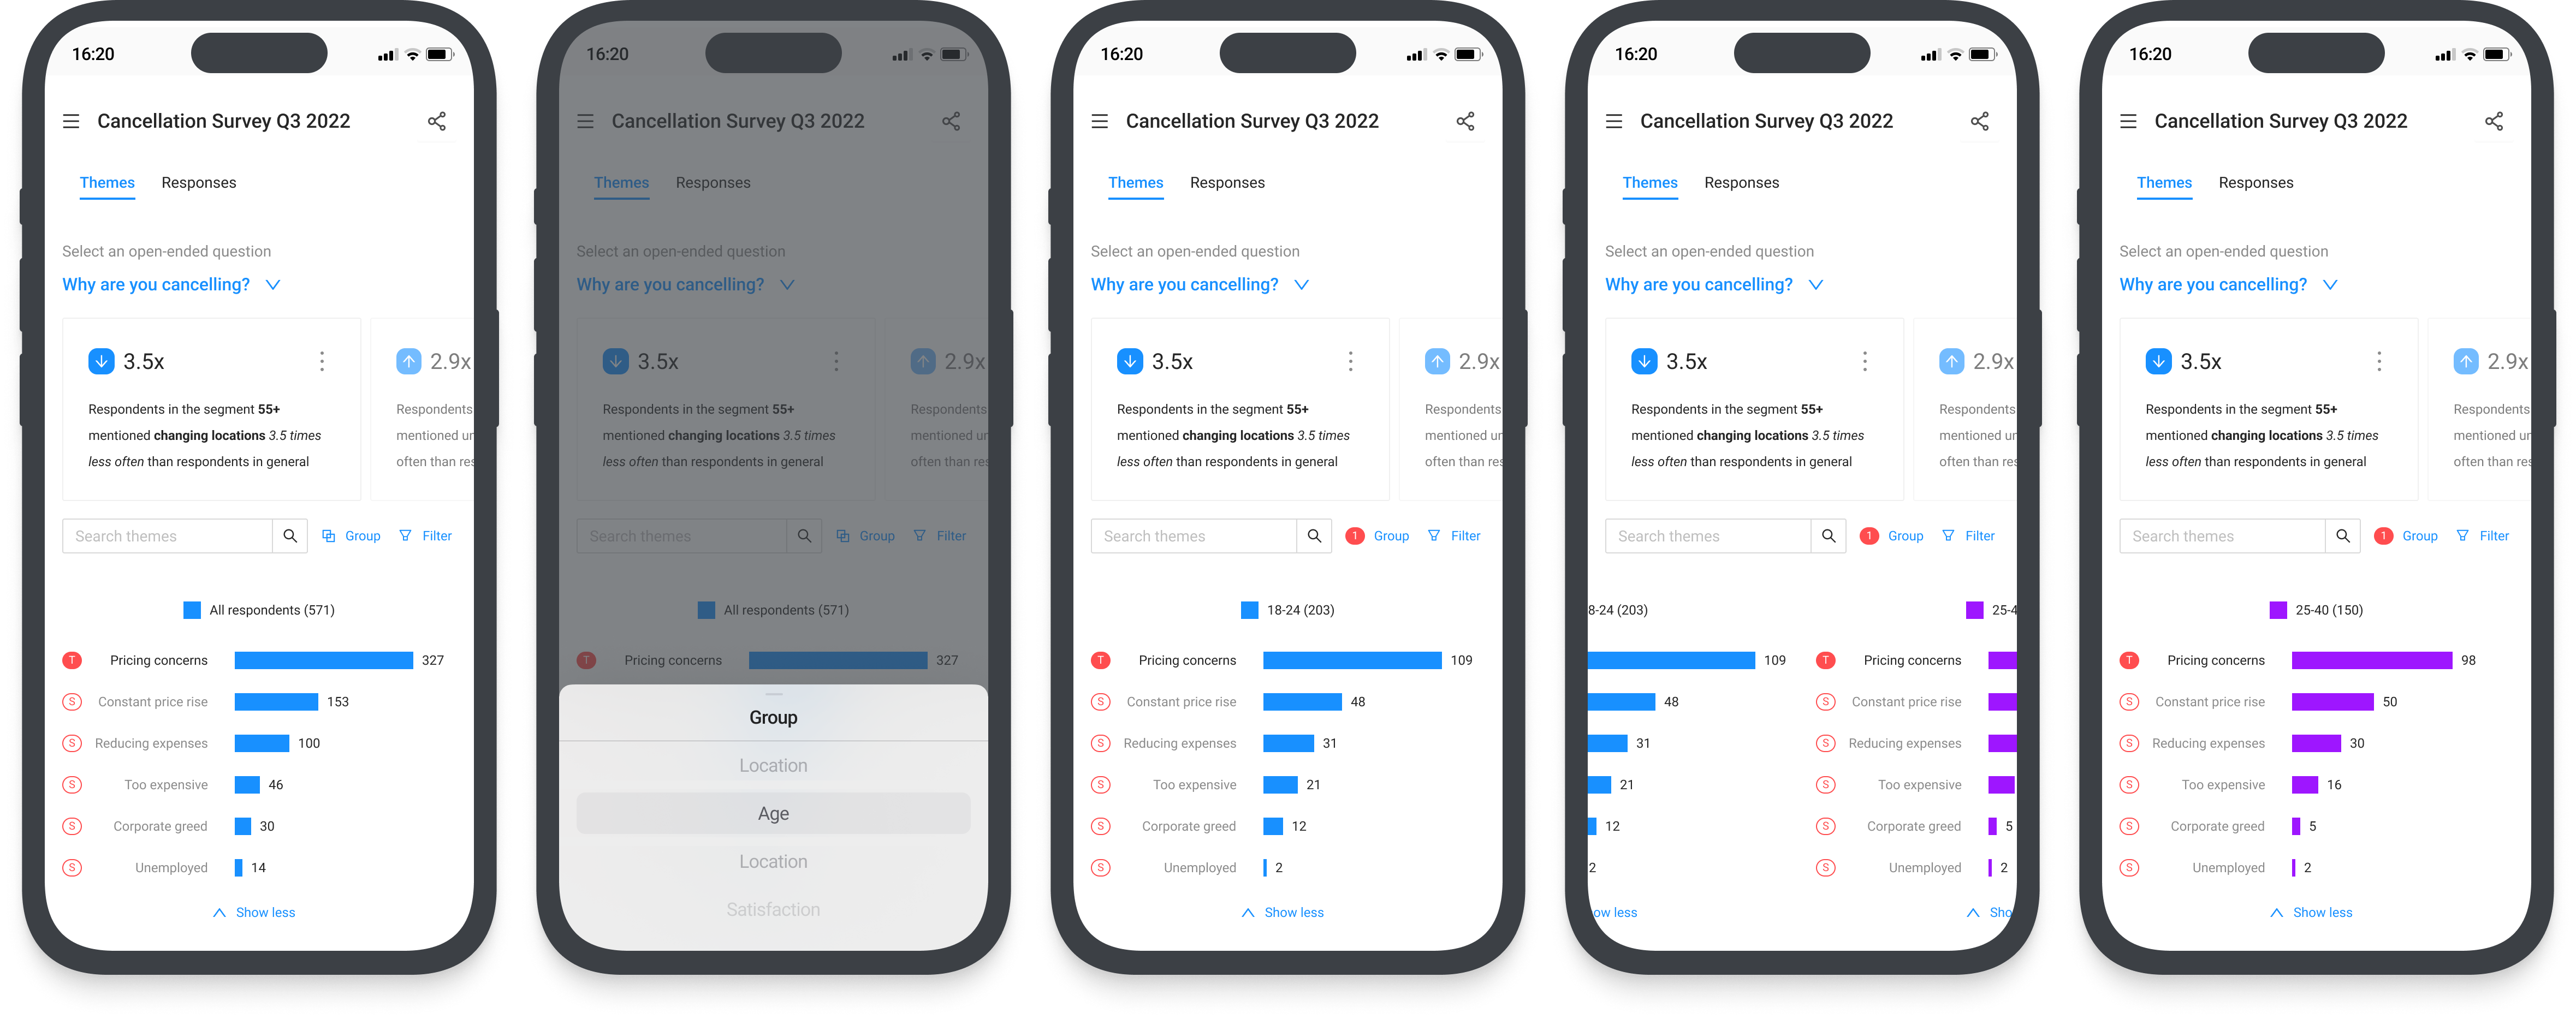 16:20
Cancellation Survey Q3 2022
Themes Responses
Select an open-ended question
Why are you cancelling?
3.5x 2.9x
Respondents in the segment 55+ Respondents
mentioned changing locations 3.5 times mentioned
less often than respondents in general often than
Search themes Group Filter
All respondents (571)
T Pricing concerns 327
S Constant price rise 153
S Reducing expenses 100
S Too expensive 46
S Corporate greed 30
S Unemployed 14
Show less
16:20
Cancellation Survey Q3 2022
Themes Responses
Select an open-ended question
Why are you cancelling?
3.5x 2.9x
Respondents in the segment 55+ Respondents
mentioned changing locations 3.5 times mentioned
less often than respondents in general often than
Search themes Group Filter
All respondents (571)
T Pricing concerns 327
Group
Location
Age
Location
Satisfaction
16:20
Cancellation Survey Q3 2022
Themes Responses
Select an open-ended question
Why are you cancelling?
3.5x 2.9x
Respondents in the segment 55+ Respondents
mentioned changing locations 3.5 times mentioned
less often than respondents in general often than
Search themes 1 Group Filter
18-24 (203)
T Pricing concerns 109
S Constant price rise 48
S Reducing expenses 31
S Too expensive 21
S Corporate greed 12
S Unemployed 2
Show less
16:20
Cancellation Survey Q3 2022
Themes Responses
Select an open-ended question
Why are you cancelling?
3.5x 2.9x
Respondents in the segment 55+ Respondents
mentioned changing locations 3.5 times mentioned
less often than respondents in general often than
Search themes 1 Group Filter
8-24 (203) 25-4
109 T Pricing concerns
48 S Constant price rise
31 S Reducing expenses
21 S Too expensive
12 S Corporate greed 5
2 S Unemployed 2
ow less Sho
16:20
Cancellation Survey Q3 2022
Themes Responses
Select an open-ended question
Why are you cancelling?
3.5x 2.9x
Respondents in the segment 55+ Respondents
mentioned changing locations 3.5 times mentioned
less often than respondents in general often than
Search themes 1 Group Filter
25-40 (150)
T Pricing concerns 98
S Constant price rise 50
S Reducing expenses 30
S Too expensive 16
S Corporate greed 5
S Unemployed 2
Show less